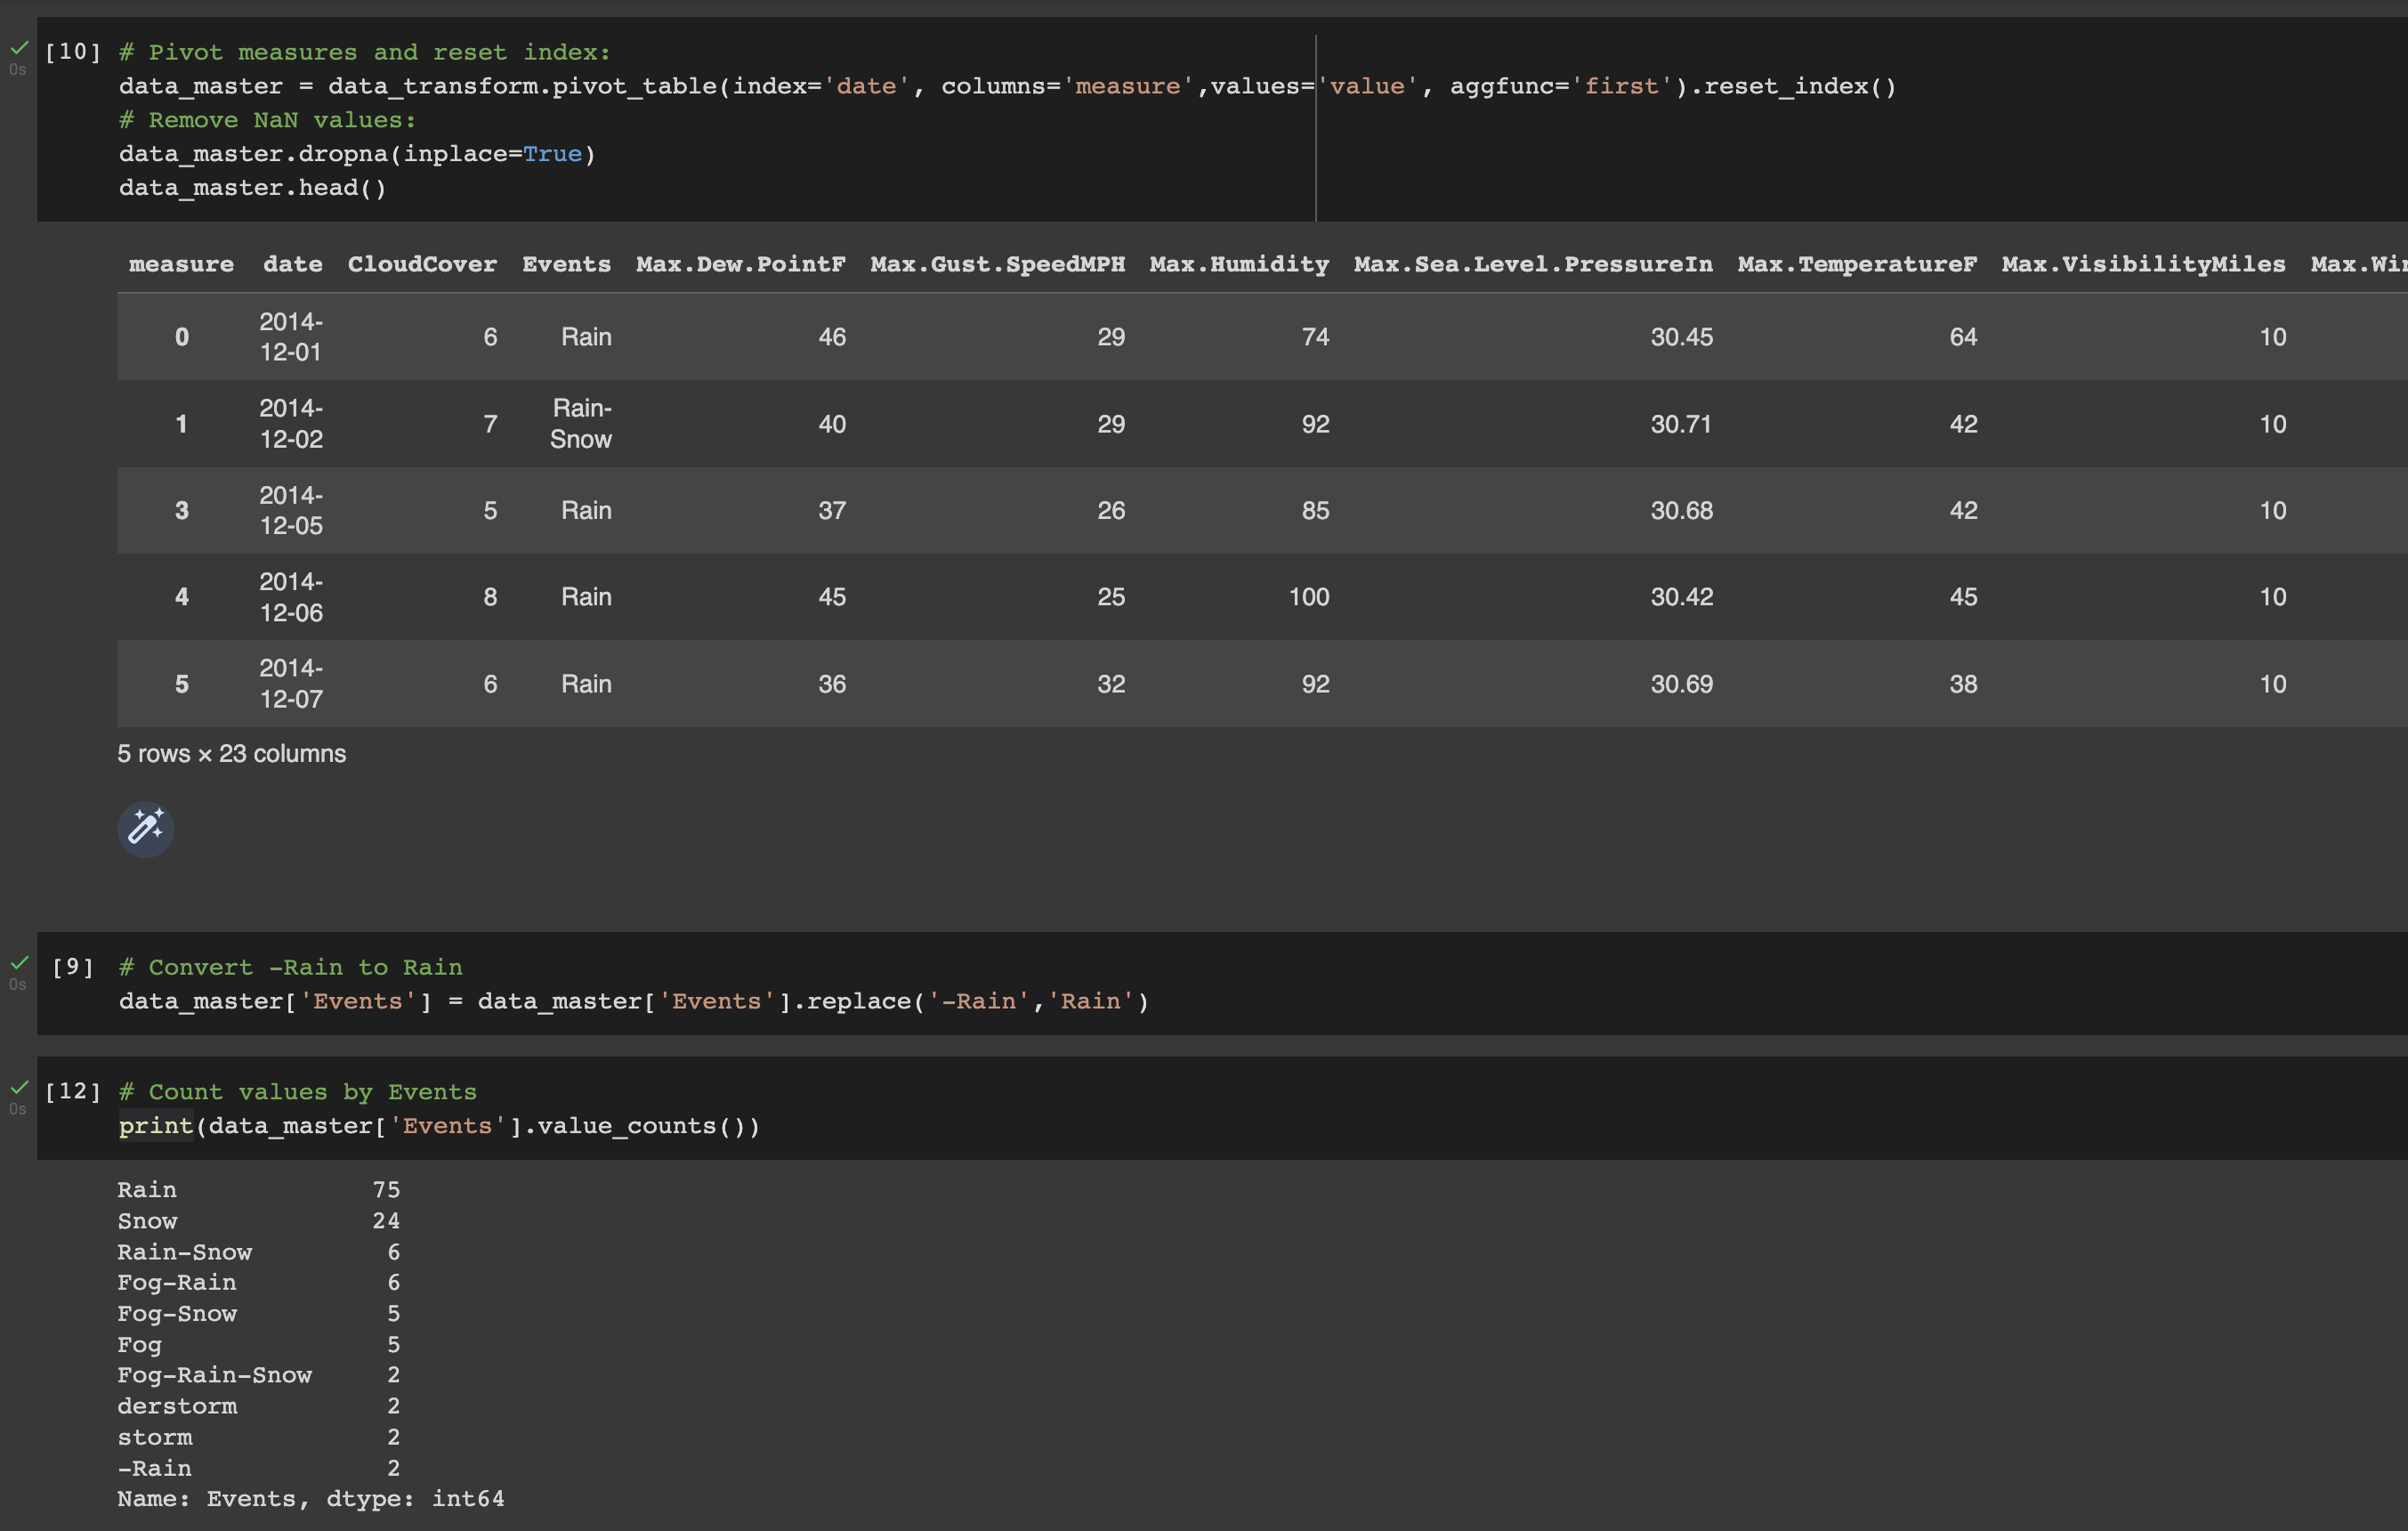 [10] # Pivot measures and reset index:
0s
data_master = data_transform.pivot_table(index='date', columns='measure',values='value', aggfunc='first').reset_index()
# Remove NaN values:
data_master.dropna(inplace=True)
data_master.head()
measure date CloudCover Events Max.Dew.PointF Max.Gust.SpeedMPH Max.Humidity Max.Sea.Level.PressureIn Max.TemperatureF Max.VisibilityMiles Max.Win
0 2014-12-01 6 Rain 46 29 74 30.45 64 10
1 2014-12-02 7 Rain-Snow 40 29 92 30.71 42 10
3 2014-12-05 5 Rain 37 26 85 30.68 42 10
4 2014-12-06 8 Rain 45 25 100 30.42 45 10
5 2014-12-07 6 Rain 36 32 92 30.69 38 10
5 rows × 23 columns
[9] # Convert -Rain to Rain
0s
data_master['Events'] = data_master['Events'].replace('-Rain','Rain')
[12] # Count values by Events
0s
print(data_master['Events'].value_counts())
Rain 75
Snow 24
Rain-Snow 6
Fog-Rain 6
Fog-Snow 5
Fog 5
Fog-Rain-Snow 2
derstorm 2
storm 2
-Rain 2
Name: Events, dtype: int64